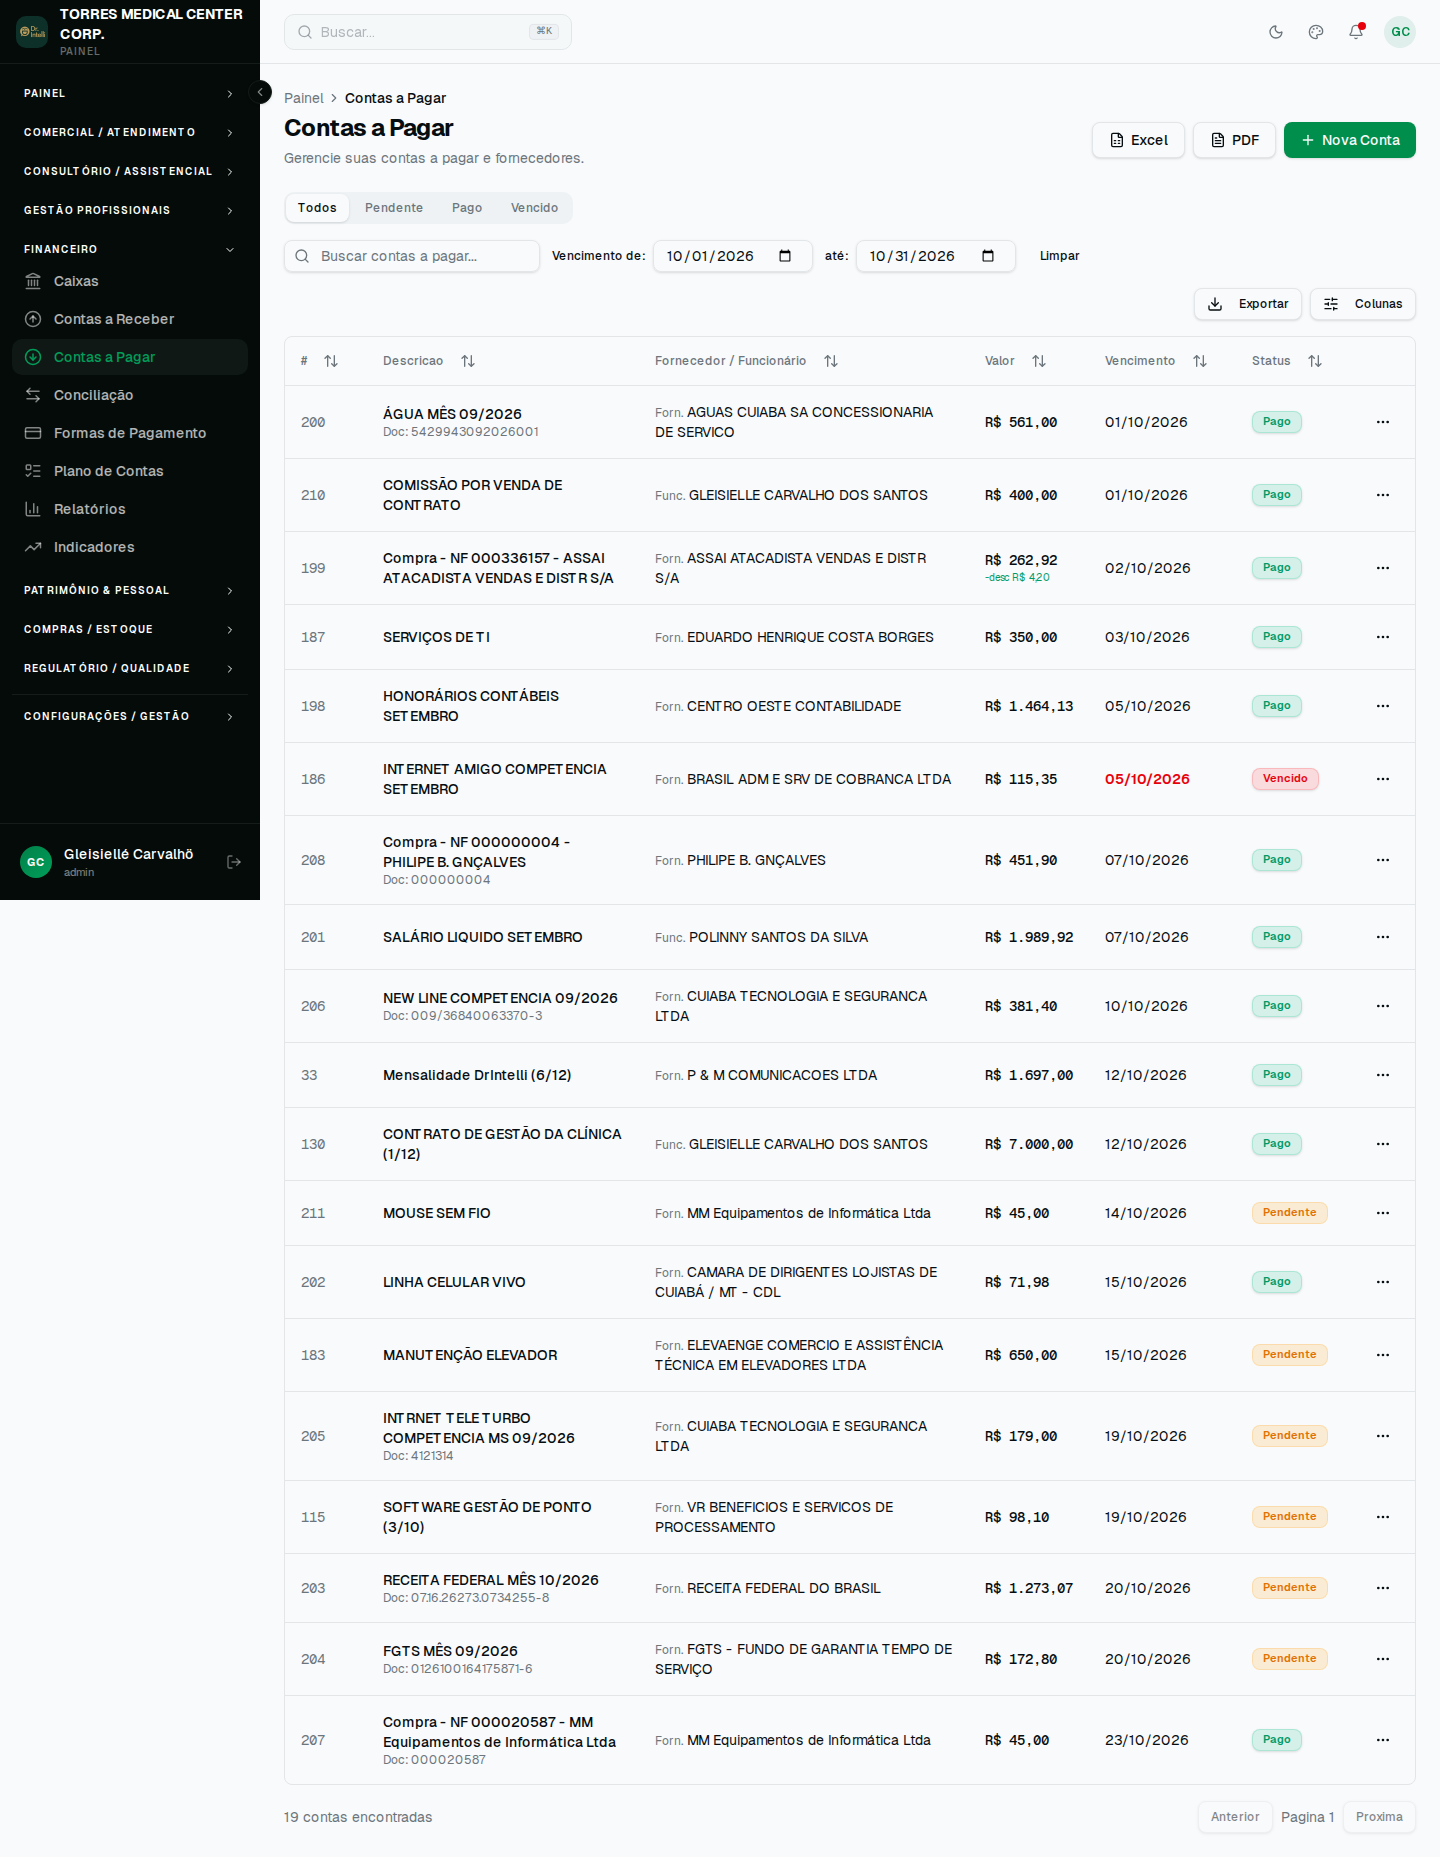 TORRES MEDICAL CENTER
CORP.
PAINEL
Buscar...
⌘K
GC
PAINEL
COMERCIAL / ATENDIMENTO
CONSULTÓRIO / ASSISTENCIAL
GESTÃO PROFISSIONAIS
FINANCEIRO
Caixas
Contas a Receber
Contas a Pagar
Conciliação
Formas de Pagamento
Plano de Contas
Relatórios
Indicadores
PATRIMÔNIO & PESSOAL
COMPRAS / ESTOQUE
REGULATÓRIO / QUALIDADE
CONFIGURAÇÕES / GESTÃO
GC
Gleisiellé Carvalhö
admin
Painel > Contas a Pagar
Contas a Pagar
Gerencie suas contas a pagar e fornecedores.
Excel
PDF
+ Nova Conta
Todos Pendente Pago Vencido
Buscar contas a pagar...
Vencimento de: 10/01/2026 até: 10/31/2026 Limpar
Exportar Colunas
# Descricao Fornecedor / Funcionário Valor Vencimento Status
200 ÁGUA MÊS 09/2026
Doc: 5429943092026001
Forn. AGUAS CUIABA SA CONCESSIONARIA
DE SERVICO
R$ 561,00 01/10/2026 Pago
210 COMISSÃO POR VENDA DE
CONTRATO
Func. GLEISIELLE CARVALHO DOS SANTOS R$ 400,00 01/10/2026 Pago
199 Compra - NF 000336157 - ASSAI
ATACADISTA VENDAS E DISTR S/A
Forn. ASSAI ATACADISTA VENDAS E DISTR
S/A
R$ 262,92
-desc R$ 4,20
02/10/2026 Pago
187 SERVIÇOS DE TI Forn. EDUARDO HENRIQUE COSTA BORGES R$ 350,00 03/10/2026 Pago
198 HONORÁRIOS CONTÁBEIS
SETEMBRO
Forn. CENTRO OESTE CONTABILIDADE R$ 1.464,13 05/10/2026 Pago
186 INTERNET AMIGO COMPETENCIA
SETEMBRO
Forn. BRASIL ADM E SRV DE COBRANCA LTDA R$ 115,35 05/10/2026 Vencido
208 Compra - NF 000000004 -
PHILIPE B. GNÇALVES
Doc: 000000004
Forn. PHILIPE B. GNÇALVES R$ 451,90 07/10/2026 Pago
201 SALÁRIO LIQUIDO SETEMBRO Func. POLINNY SANTOS DA SILVA R$ 1.989,92 07/10/2026 Pago
206 NEW LINE COMPETENCIA 09/2026
Doc: 009/36840063370-3
Forn. CUIABA TECNOLOGIA E SEGURANCA
LTDA
R$ 381,40 10/10/2026 Pago
33 Mensalidade DrIntelli (6/12) Forn. P & M COMUNICACOES LTDA R$ 1.697,00 12/10/2026 Pago
130 CONTRATO DE GESTÃO DA CLÍNICA
(1/12)
Func. GLEISIELLE CARVALHO DOS SANTOS R$ 7.000,00 12/10/2026 Pago
211 MOUSE SEM FIO Forn. MM Equipamentos de Informática Ltda R$ 45,00 14/10/2026 Pendente
202 LINHA CELULAR VIVO Forn. CAMARA DE DIRIGENTES LOJISTAS DE
CUIABÁ / MT - CDL
R$ 71,98 15/10/2026 Pago
183 MANUTENÇÃO ELEVADOR Forn. ELEVAENGE COMERCIO E ASSISTÊNCIA
TÉCNICA EM ELEVADORES LTDA
R$ 650,00 15/10/2026 Pendente
205 INTRNET TELE TURBO
COMPETENCIA MS 09/2026
Doc: 4121314
Forn. CUIABA TECNOLOGIA E SEGURANCA
LTDA
R$ 179,00 19/10/2026 Pendente
115 SOFTWARE GESTÃO DE PONTO
(3/10)
Forn. VR BENEFICIOS E SERVICOS DE
PROCESSAMENTO
R$ 98,10 19/10/2026 Pendente
203 RECEITA FEDERAL MÊS 10/2026
Doc: 07.16.26273.0734255-8
Forn. RECEITA FEDERAL DO BRASIL R$ 1.273,07 20/10/2026 Pendente
204 FGTS MÊS 09/2026
Doc: 0126100164175871-6
Forn. FGTS - FUNDO DE GARANTIA TEMPO DE
SERVIÇO
R$ 172,80 20/10/2026 Pendente
207 Compra - NF 000020587 - MM
Equipamentos de Informática Ltda
Doc: 000020587
Forn. MM Equipamentos de Informática Ltda R$ 45,00 23/10/2026 Pago
19 contas encontradas
Anterior Pagina 1 Proxima